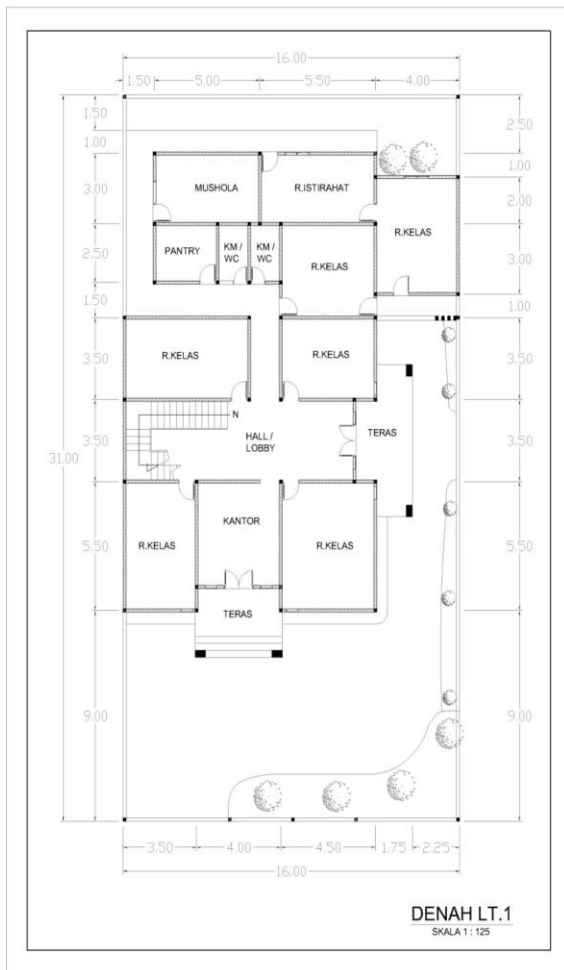 16.00
1.50 5.00 5.50 4.00
1.50
1.00
3.00
2.50
1.50
3.50
3.50
5.50
9.00
31.00
2.50
1.00
2.00
3.00
1.00
3.50
3.50
5.50
9.00
MUSHOLA
R.ISTIRAHAT
R.KELAS
PANTRY
KM /
WC
KM /
WC
R.KELAS
R.KELAS
R.KELAS
N
HALL /
LOBBY
TERAS
R.KELAS
KANTOR
R.KELAS
TERAS
3.50 4.00 4.50 1.75 2.25
16.00
DENAH LT.1
SKALA 1 : 125